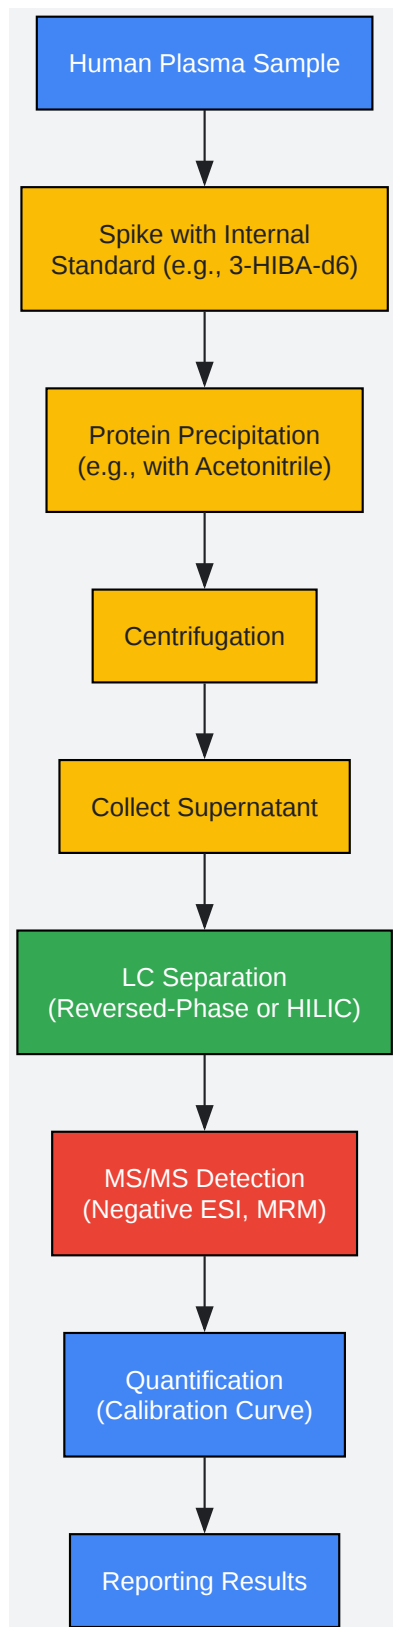 Human Plasma Sample
Spike with Internal
Standard (e.g., 3-HIBA-d6)
Protein Precipitation
(e.g., with Acetonitrile)
Centrifugation
Collect Supernatant
LC Separation
(Reversed-Phase or HILIC)
MS/MS Detection
(Negative ESI, MRM)
Quantification
(Calibration Curve)
Reporting Results